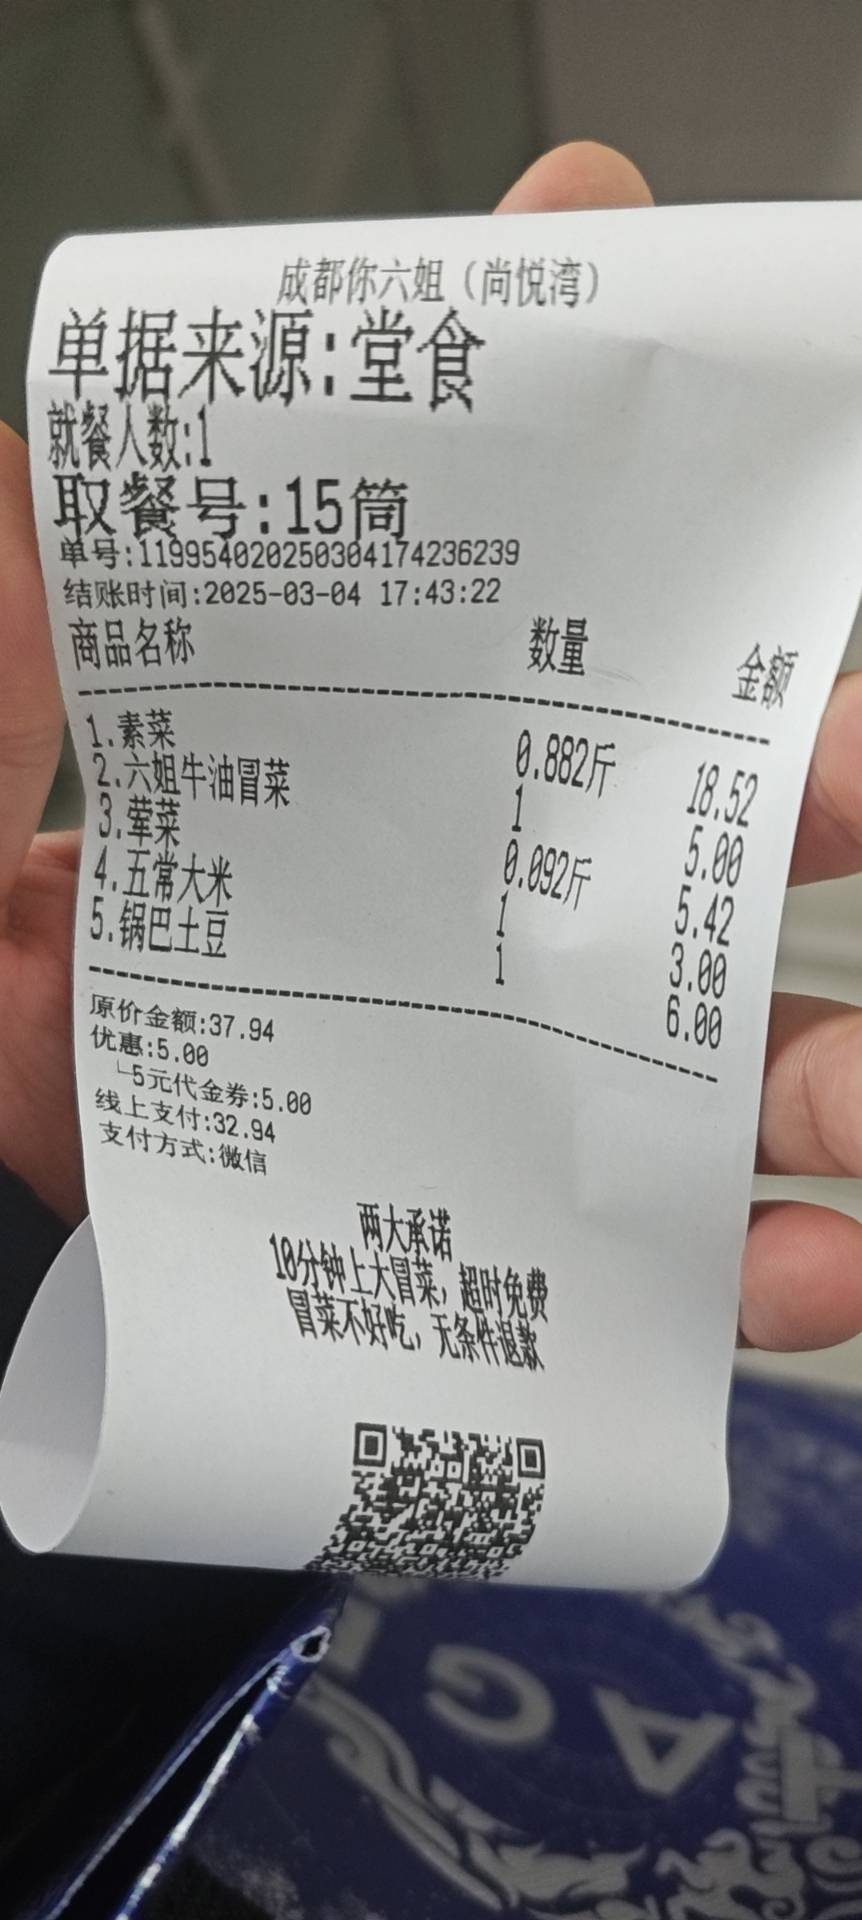 成都你六姐（尚悦湾）
单据来源:堂食
就餐人数:1
取餐号:15筒
单号:119954020250304174236239
结账时间:2025-03-04 17:43:22
商品名称 数量 金额
1.素菜 0.882斤 18.52
2.六姐牛油冒菜 1 5.00
3.荤菜 0.092斤 5.42
4.五常大米 1 3.00
5.锅巴土豆 1 6.00
原价金额:37.94
优惠:5.00
└5元代金券:5.00
线上支付:32.94
支付方式:微信
两大承诺
10分钟上大冒菜，超时免费
冒菜不好吃，无条件退款